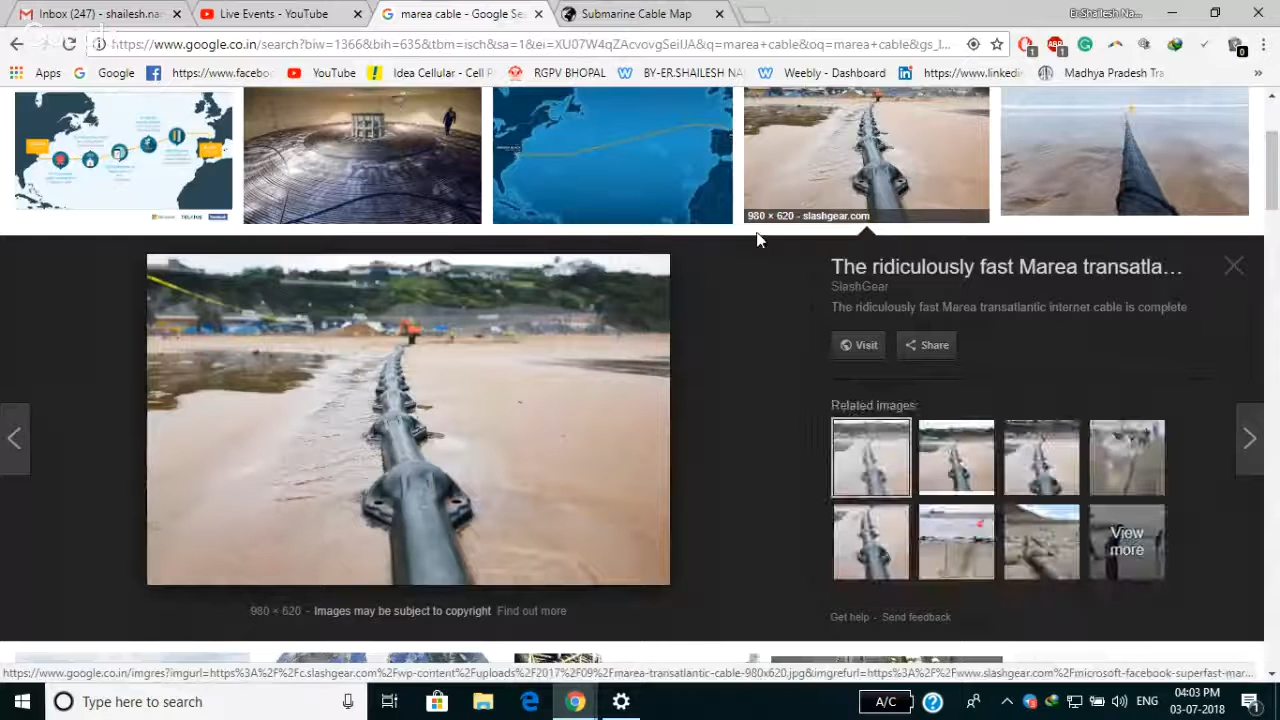 Inbox (247) - shailesh.nam
Live Events - YouTube
marea cable - Google Se
Submarine Cable Map
Er.Shailesh Na...
https://www.google.co.in/search?biw=1366&bih=635&tbm=isch&sa=1&ei=XU07W4qZAcvovgSeiIJA&q=marea+cable&oq=marea+cable&gs_l...
Apps
Google
https://www.facebo
YouTube
Idea Cellular - Cell P
RGPV BHOPAL
BY-ER.SHAILESH NA
Weebly - Dashboard
https://www.linkedi
Madhya Pradesh Tra
»
980 × 620 - slashgear.com
The ridiculously fast Marea transatla...
SlashGear
The ridiculously fast Marea transatlantic internet cable is complete
Visit
Share
Related images:
View more
980 × 620 - Images may be subject to copyright Find out more
Get help - Send feedback
https://www.google.co.in/imgres?imgurl=https%3A%2F%2Fc.slashgear.com%2Fwp-content%2Fuploads%2F2017%2F09%2Fmarea-transatlantic-cable-980x620.jpg&imgrefurl=https%3A%2F%2Fwww.slashgear.com%2Fmicrosoft-facebook-superfast-mar...
Type here to search
A/C
ENG
04:03 PM
03-07-2018